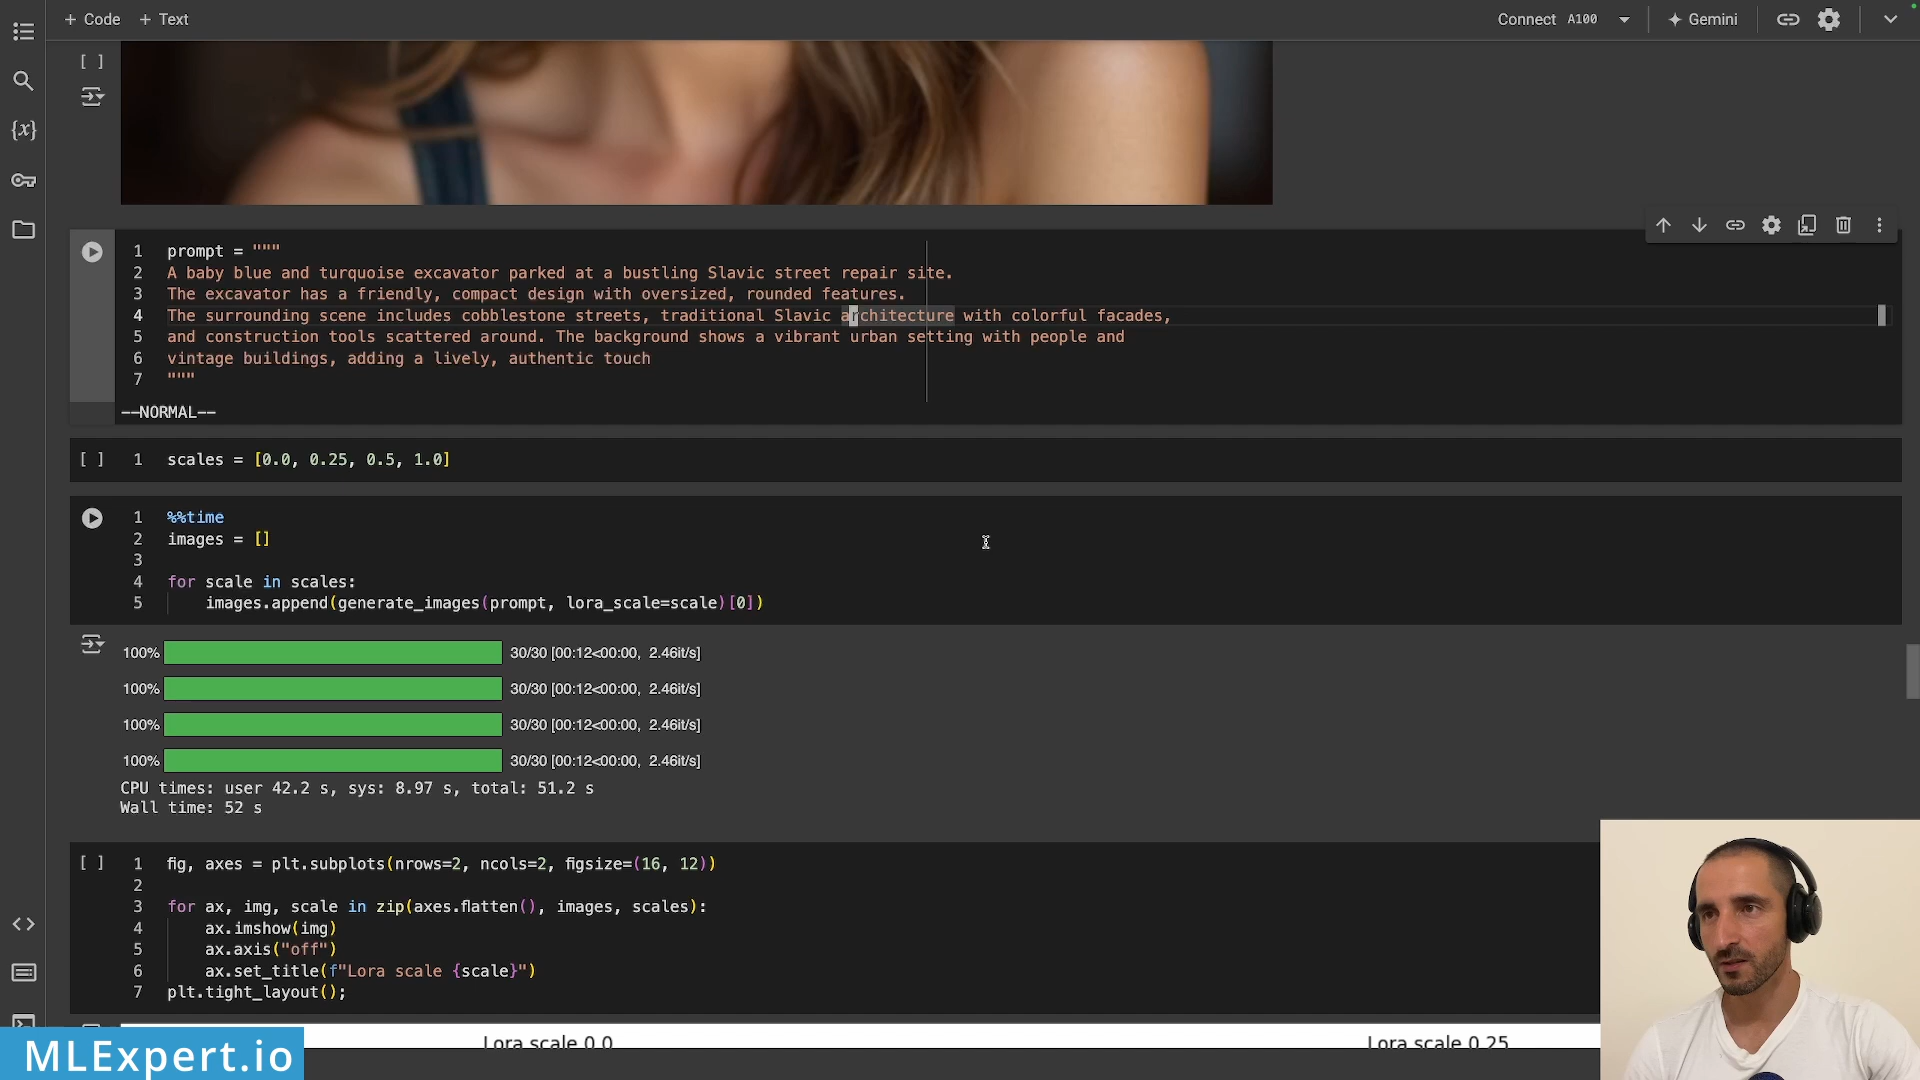 + Code + Text
Connect A100
Gemini
[ ]
{x}
1 prompt = """
2 A baby blue and turquoise excavator parked at a bustling Slavic street repair site.
3 The excavator has a friendly, compact design with oversized, rounded features.
4 The surrounding scene includes cobblestone streets, traditional Slavic architecture with colorful facades,
5 and construction tools scattered around. The background shows a vibrant urban setting with people and
6 vintage buildings, adding a lively, authentic touch
7 """
--NORMAL--
[ ] 1 scales = [0.0, 0.25, 0.5, 1.0]
1 %%time
2 images = []
3
4 for scale in scales:
5 images.append(generate_images(prompt, lora_scale=scale)[0])
100% 30/30 [00:12<00:00, 2.46it/s]
100% 30/30 [00:12<00:00, 2.46it/s]
100% 30/30 [00:12<00:00, 2.46it/s]
100% 30/30 [00:12<00:00, 2.46it/s]
CPU times: user 42.2 s, sys: 8.97 s, total: 51.2 s
Wall time: 52 s
[ ] 1 fig, axes = plt.subplots(nrows=2, ncols=2, figsize=(16, 12))
2
3 for ax, img, scale in zip(axes.flatten(), images, scales):
4 ax.imshow(img)
5 ax.axis("off")
6 ax.set_title(f"Lora scale {scale}")
7 plt.tight_layout();
Lora scale 0.0 Lora scale 0.25
MLExpert.io